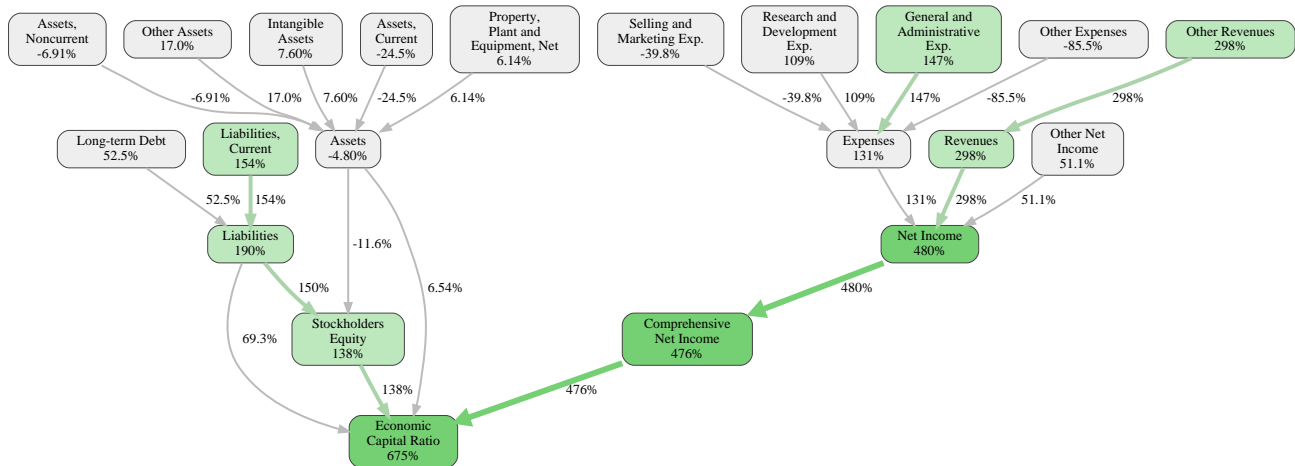 Assets,
Noncurrent
-6.91%
Other Assets
17.0%
Intangible
Assets
7.60%
Assets,
Current
-24.5%
Property,
Plant and
Equipment, Net
6.14%
Selling and
Marketing Exp.
-39.8%
Research and
Development
Exp.
109%
General and
Administrative
Exp.
147%
Other Expenses
-85.5%
Other Revenues
298%
-6.91%
17.0%
7.60%
-24.5%
6.14%
-39.8%
109%
147%
-85.5%
298%
Long-term Debt
52.5%
Liabilities,
Current
154%
Assets
-4.80%
Expenses
131%
Revenues
298%
Other Net
Income
51.1%
52.5%
154%
131%
298%
51.1%
Liabilities
190%
-11.6%
Net Income
480%
150%
6.54%
480%
69.3%
Stockholders
Equity
138%
Comprehensive
Net Income
476%
138%
476%
Economic
Capital Ratio
675%